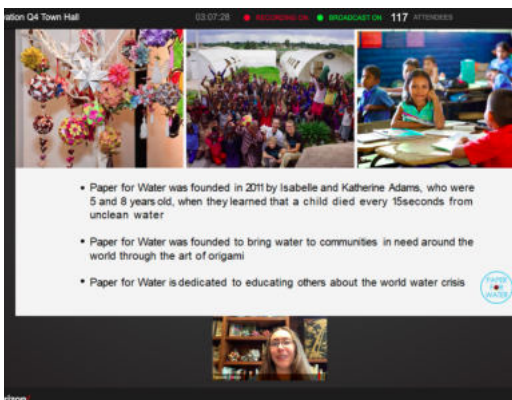 ation Q4 Town Hall
03:07:28
RECORDING ON
BROADCAST ON
117 ATTENDEES
• Paper for Water was founded in 2011 by Isabelle and Katherine Adams, who were
5 and 8 years old, when they learned that a child died every 15seconds from
unclean water
• Paper for Water was founded to bring water to communities in need around the
world through the art of origami
• Paper for Water is dedicated to educating others about the world water crisis
PAPER
FOR
WATER